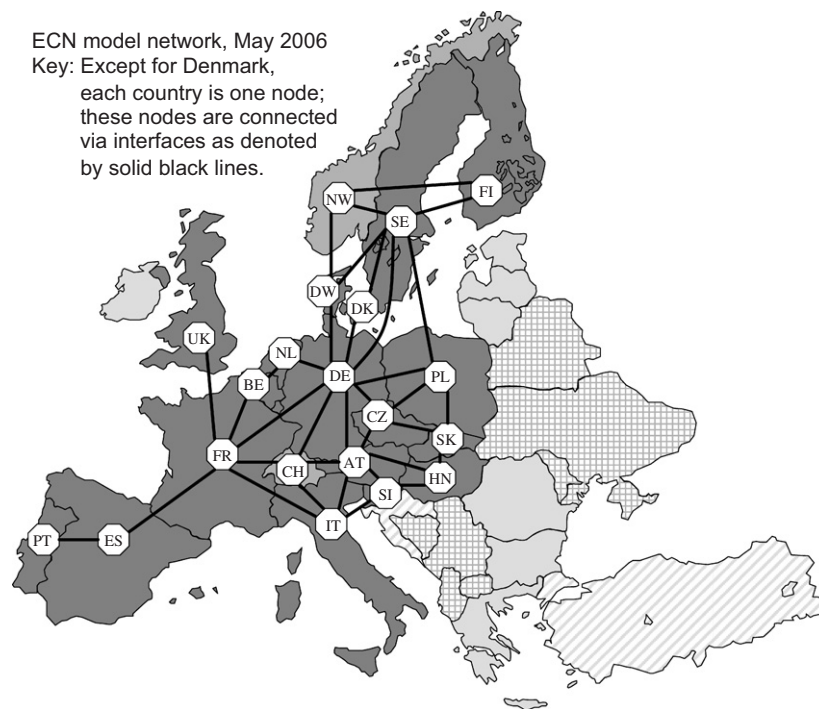 ECN model network, May 2006
Key: Except for Denmark,
each country is one node;
these nodes are connected
via interfaces as denoted
by solid black lines.
NW
FI
SE
DW
DK
UK
NL
DE
PL
BE
CZ
SK
FR
CH
AT
HN
SI
IT
PT
ES